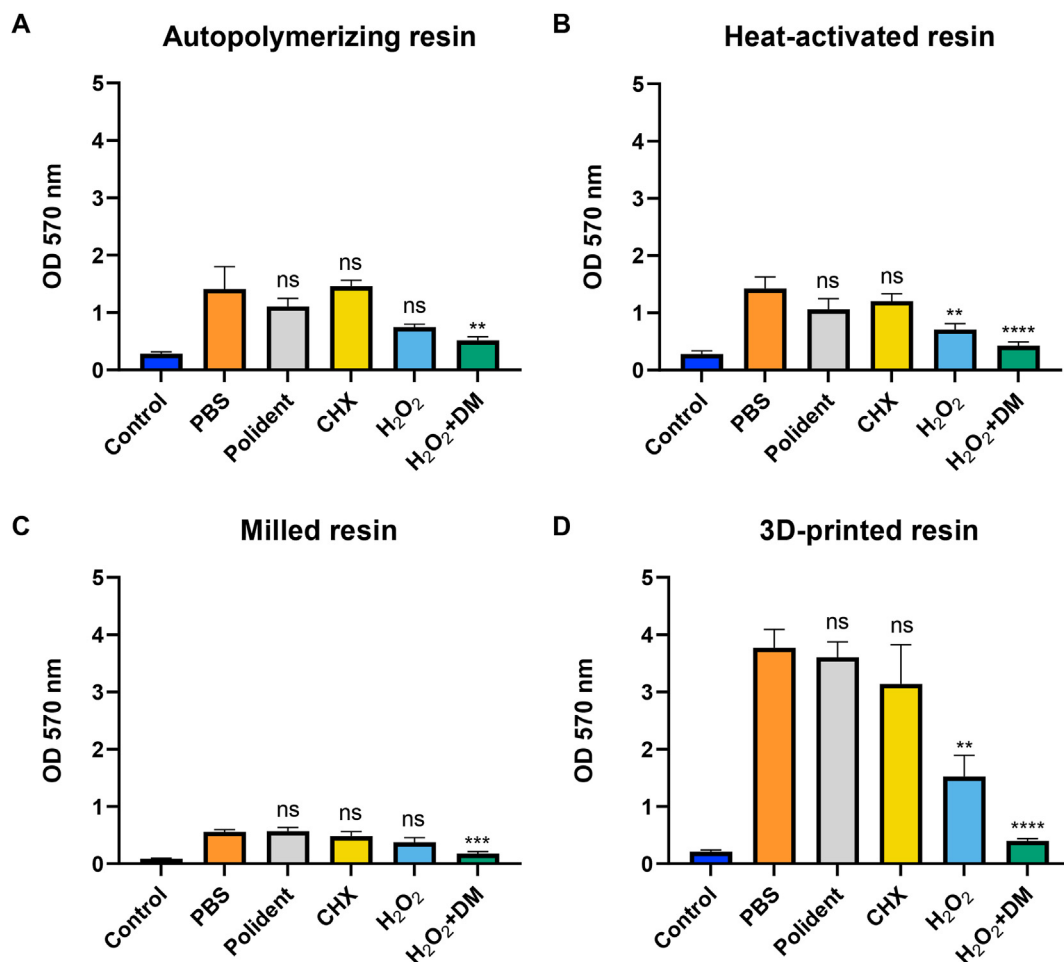 A
Autopolymerizing resin
OD 570 nm
5
4
3
2
1
0
ns
ns
ns
**
Control
PBS
Polident
CHX
H₂O₂
H₂O₂+DM
B
Heat-activated resin
OD 570 nm
5
4
3
2
1
0
ns
ns
**
****
Control
PBS
Polident
CHX
H₂O₂
H₂O₂+DM
C
Milled resin
OD 570 nm
5
4
3
2
1
0
ns
ns
ns
***
Control
PBS
Polident
CHX
H₂O₂
H₂O₂+DM
D
3D-printed resin
OD 570 nm
5
4
3
2
1
0
ns
ns
**
****
Control
PBS
Polident
CHX
H₂O₂
H₂O₂+DM